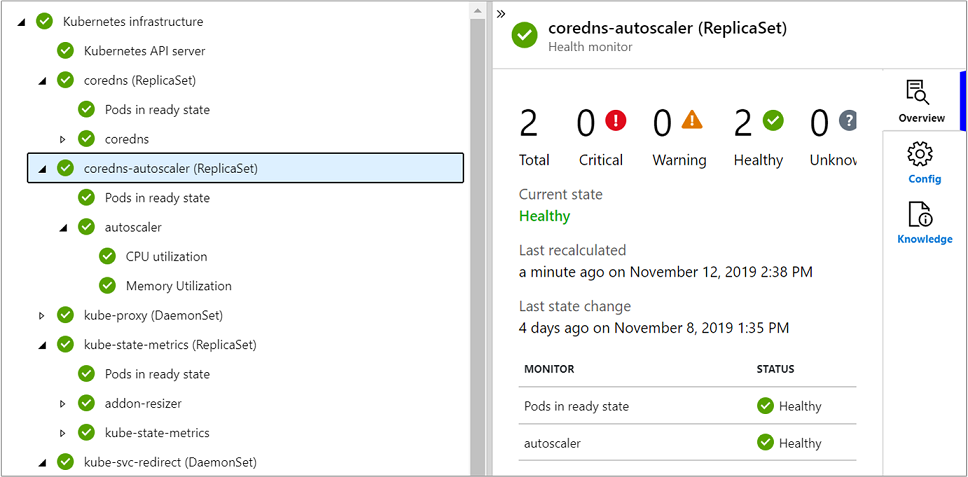 Kubernetes infrastructure
Kubernetes API server
coredns (ReplicaSet)
Pods in ready state
coredns
coredns-autoscaler (ReplicaSet)
Pods in ready state
autoscaler
CPU utilization
Memory Utilization
kube-proxy (DaemonSet)
kube-state-metrics (ReplicaSet)
Pods in ready state
addon-resizer
kube-state-metrics
kube-svc-redirect (DaemonSet)
coredns-autoscaler (ReplicaSet)
Health monitor
2 0 0 2 0
Total Critical Warning Healthy Unknow
Current state
Healthy
Last recalculated
a minute ago on November 12, 2019 2:38 PM
Last state change
4 days ago on November 8, 2019 1:35 PM
MONITOR STATUS
Pods in ready state Healthy
autoscaler Healthy
Overview
Config
Knowledge